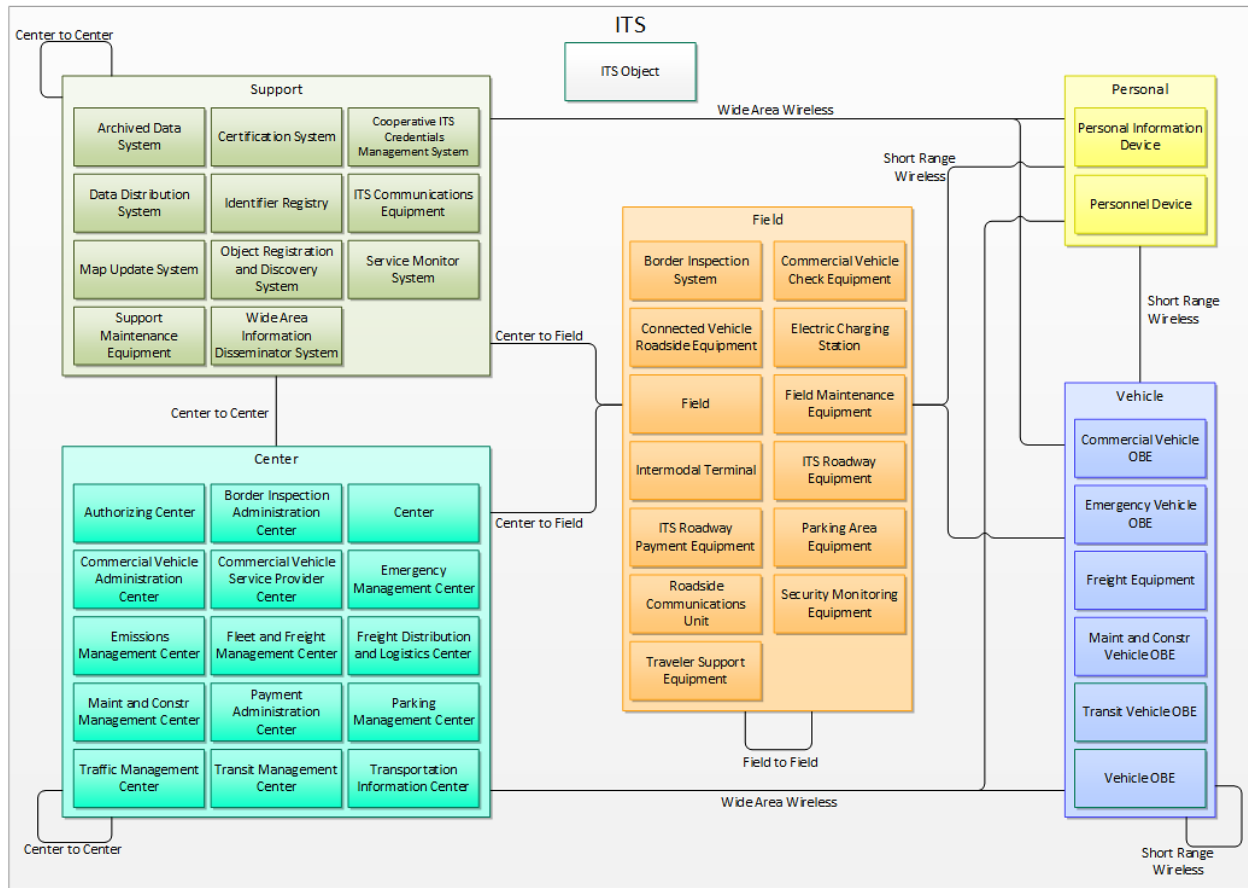 ITS
Center to Center
ITS Object
Support
Archived Data
System
Certification System
Cooperative ITS
Credentials
Management System
Data Distribution
System
Identifier Registry
ITS Communications
Equipment
Map Update System
Object Registration
and Discovery
System
Service Monitor
System
Support
Maintenance
Equipment
Wide Area
Information
Disseminator System
Wide Area Wireless
Short Range
Wireless
Personal
Personal Information
Device
Personnel Device
Short Range
Wireless
Center to Field
Center to Center
Field
Border Inspection
System
Commercial Vehicle
Check Equipment
Connected Vehicle
Roadside Equipment
Electric Charging
Station
Field
Field Maintenance
Equipment
Intermodal Terminal
ITS Roadway
Equipment
ITS Roadway
Payment Equipment
Parking Area
Equipment
Roadside
Communications
Unit
Security Monitoring
Equipment
Traveler Support
Equipment
Field to Field
Center
Authorizing Center
Border Inspection
Administration
Center
Center
Commercial Vehicle
Administration
Center
Commercial Vehicle
Service Provider
Center
Emergency
Management Center
Emissions
Management Center
Fleet and Freight
Management Center
Freight Distribution
and Logistics Center
Maint and Constr
Management Center
Payment
Administration
Center
Parking
Management Center
Traffic Management
Center
Transit Management
Center
Transportation
Information Center
Center to Field
Center to Center
Wide Area Wireless
Vehicle
Commercial Vehicle
OBE
Emergency Vehicle
OBE
Freight Equipment
Maint and Constr
Vehicle OBE
Transit Vehicle OBE
Vehicle OBE
Short Range
Wireless